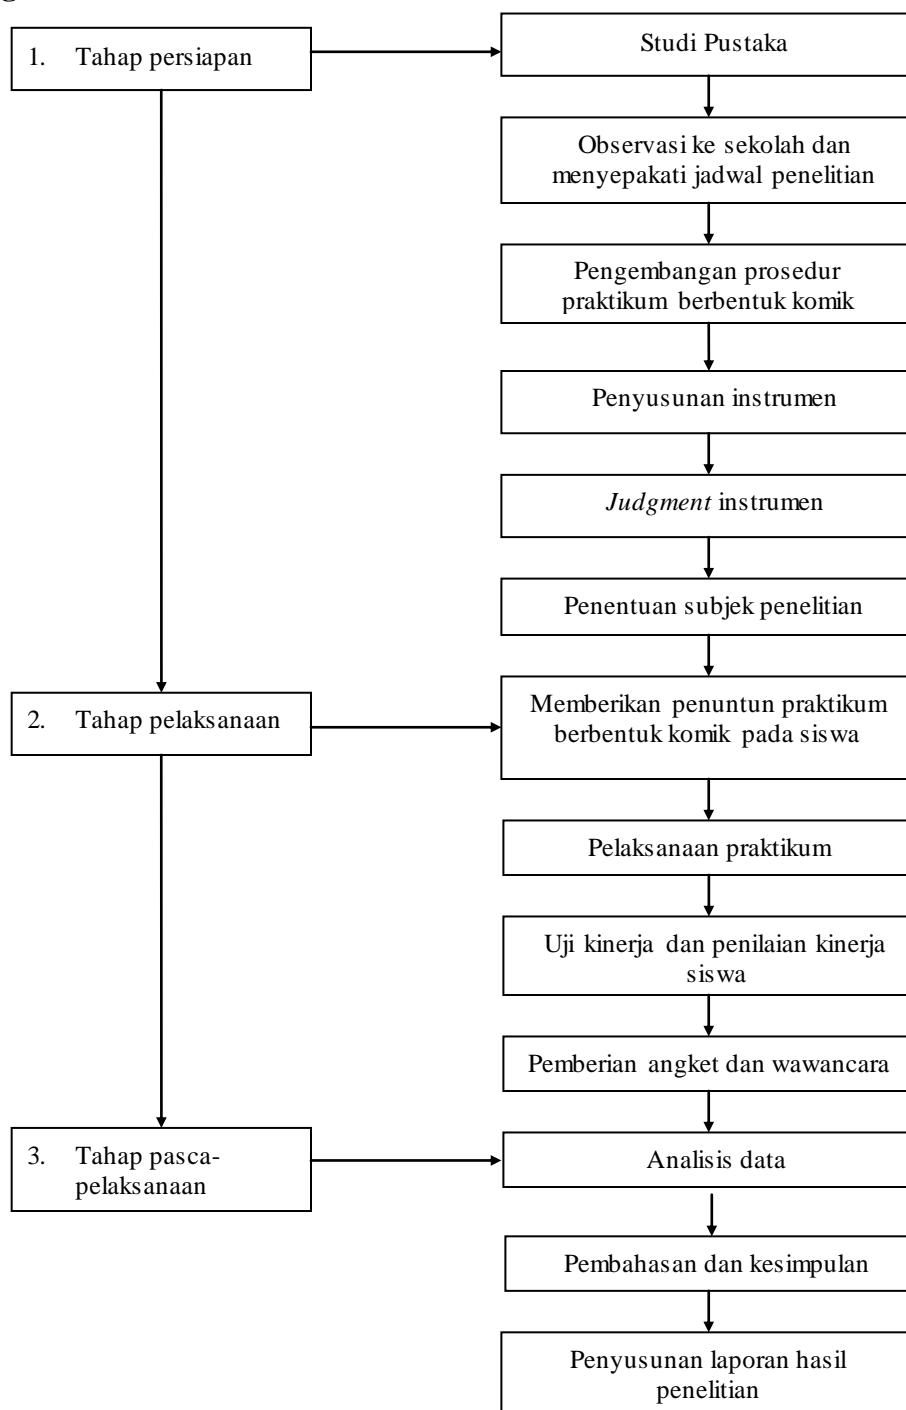 g
1. Tahap persiapan
Studi Pustaka
Observasi ke sekolah dan
menyepakati jadwal penelitian
Pengembangan prosedur
praktikum berbentuk komik
Penyusunan instrumen
Judgment instrumen
Penentuan subjek penelitian
2. Tahap pelaksanaan
Memberikan penuntun praktikum
berbentuk komik pada siswa
Pelaksanaan praktikum
Uji kinerja dan penilaian kinerja
siswa
Pemberian angket dan wawancara
3. Tahap pasca-
pelaksanaan
Analisis data
Pembahasan dan kesimpulan
Penyusunan laporan hasil
penelitian